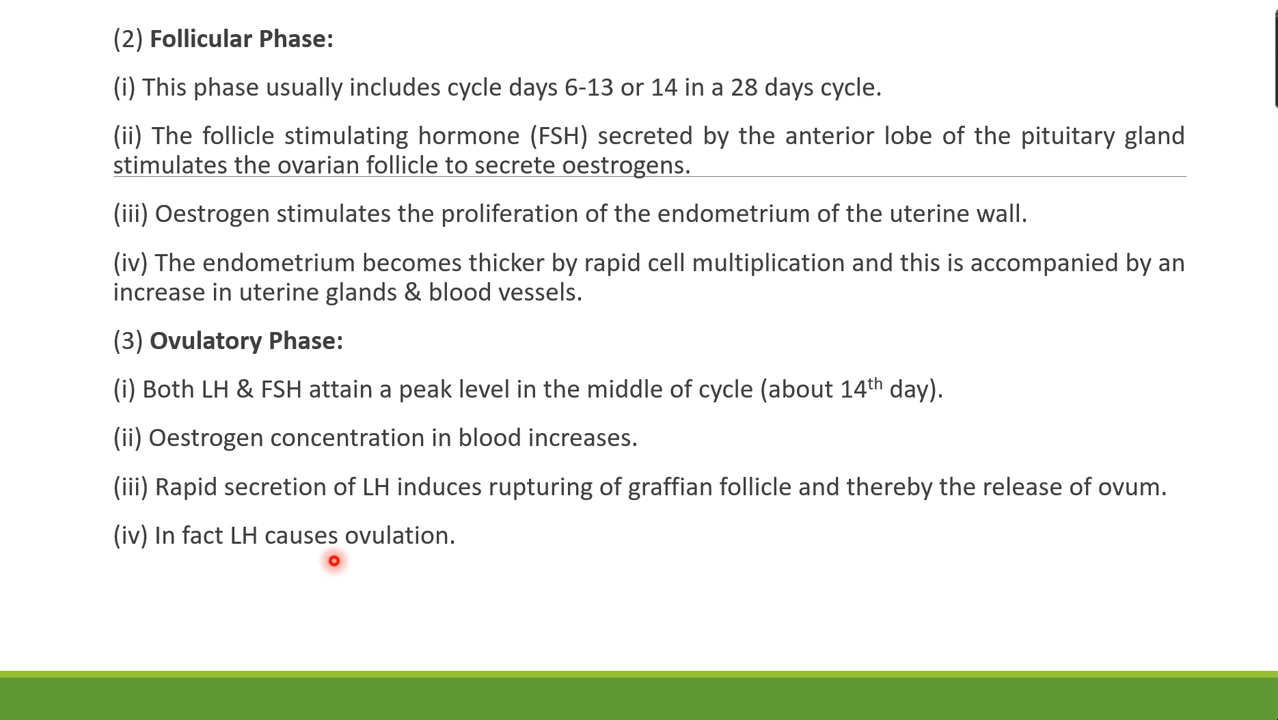 (2) Follicular Phase:
(i) This phase usually includes cycle days 6-13 or 14 in a 28 days cycle.
(ii) The follicle stimulating hormone (FSH) secreted by the anterior lobe of the pituitary gland
stimulates the ovarian follicle to secrete oestrogens.
(iii) Oestrogen stimulates the proliferation of the endometrium of the uterine wall.
(iv) The endometrium becomes thicker by rapid cell multiplication and this is accompanied by an
increase in uterine glands & blood vessels.
(3) Ovulatory Phase:
(i) Both LH & FSH attain a peak level in the middle of cycle (about 14th day).
(ii) Oestrogen concentration in blood increases.
(iii) Rapid secretion of LH induces rupturing of graffian follicle and thereby the release of ovum.
(iv) In fact LH causes ovulation.